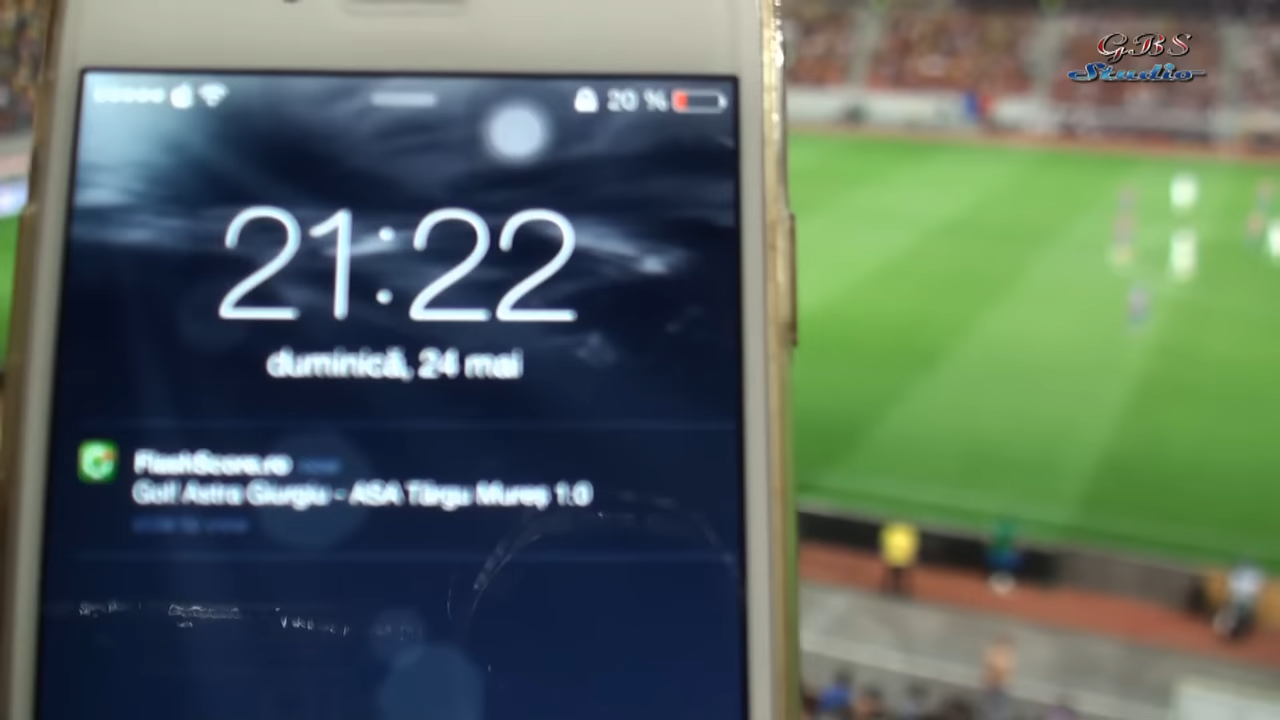 GBS
Studio
20 %
21:22
duminică, 24 mai
FlashScore.ro
Gol! Astra Giurgiu - ASA Târgu Mureș 1:0